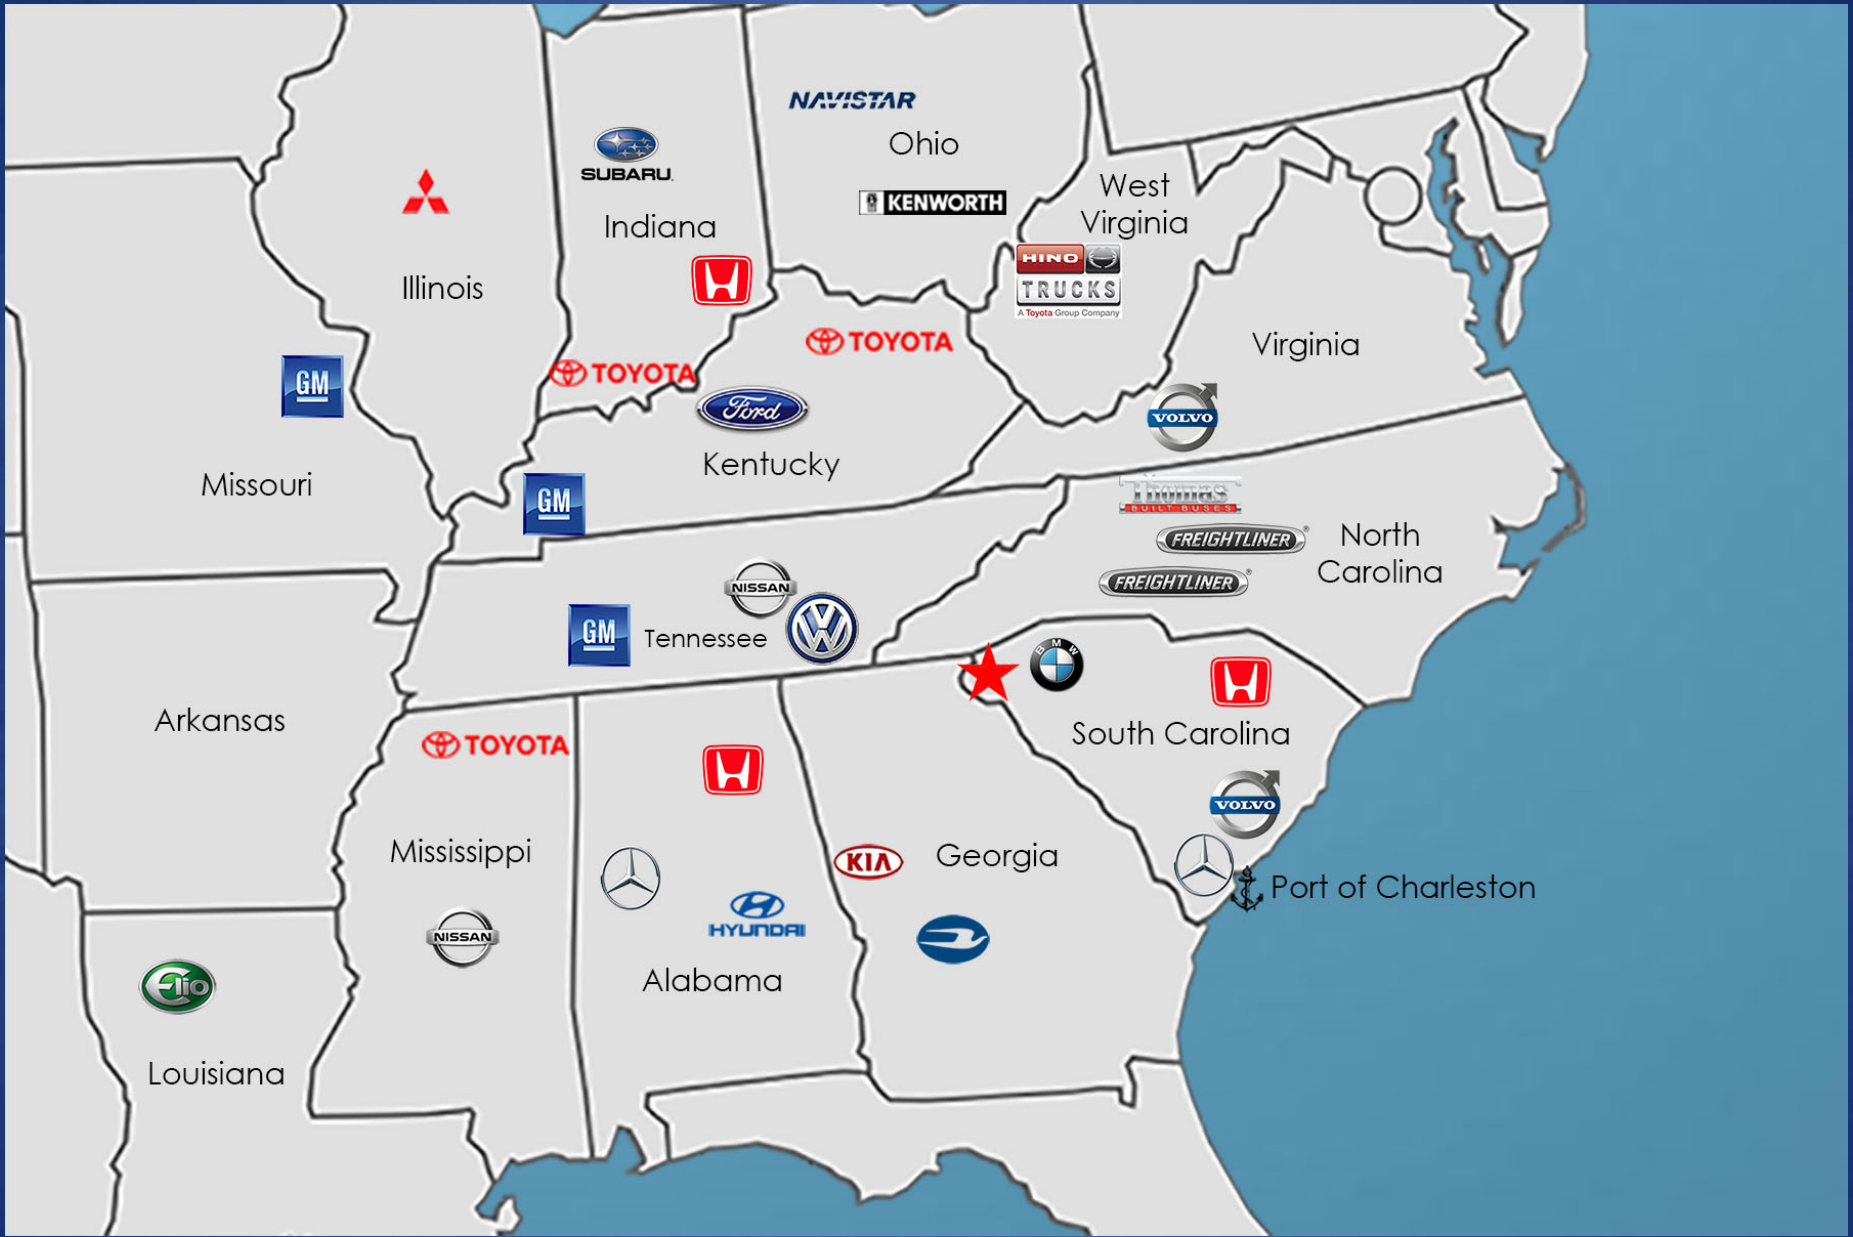 NAVISTAR
Ohio
SUBARU
KENWORTH
West
Virginia
Indiana
HINO
TRUCKS
A Toyota Group Company
Illinois
TOYOTA
Virginia
TOYOTA
GM
Ford
VOLVO
Kentucky
Missouri
GM
Thomas
BUILT BUSES
FREIGHTLINER
North
Carolina
FREIGHTLINER
NISSAN
GM
Tennessee
VW
BMW
Arkansas
South Carolina
TOYOTA
VOLVO
Mississippi
KIA
Georgia
Port of Charleston
HYUNDAI
NISSAN
Alabama
Elio
Louisiana